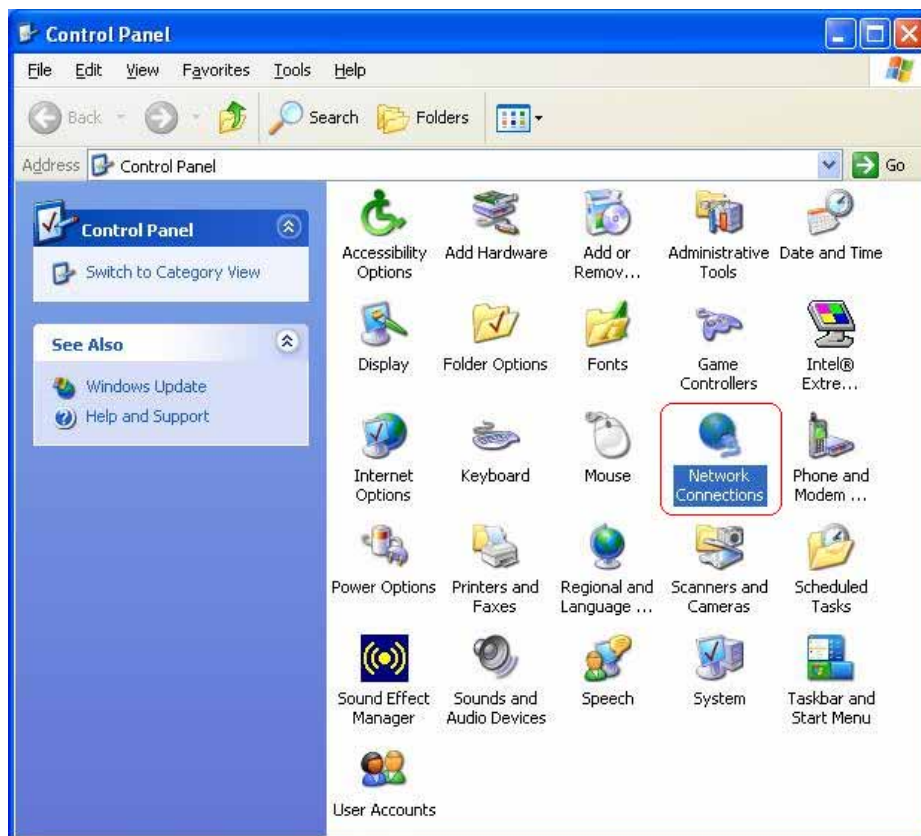 Control Panel
File Edit View Favorites Tools Help
Back Search Folders
Address Control Panel Go
Control Panel
Switch to Category View
See Also
Windows Update
Help and Support
Accessibility Options
Add Hardware
Add or Remov...
Administrative Tools
Date and Time
Display
Folder Options
Fonts
Game Controllers
Intel® Extre...
Internet Options
Keyboard
Mouse
Network Connections
Phone and Modem ...
Power Options
Printers and Faxes
Regional and Language ...
Scanners and Cameras
Scheduled Tasks
Sound Effect Manager
Sounds and Audio Devices
Speech
System
Taskbar and Start Menu
User Accounts